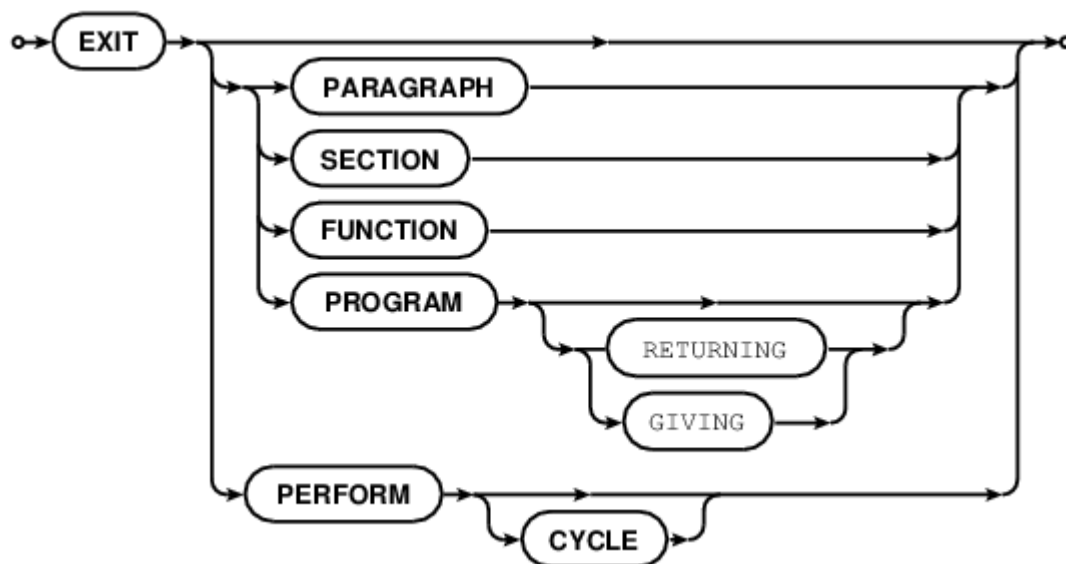 EXIT
PARAGRAPH
SECTION
FUNCTION
PROGRAM
RETURNING
GIVING
PERFORM
CYCLE